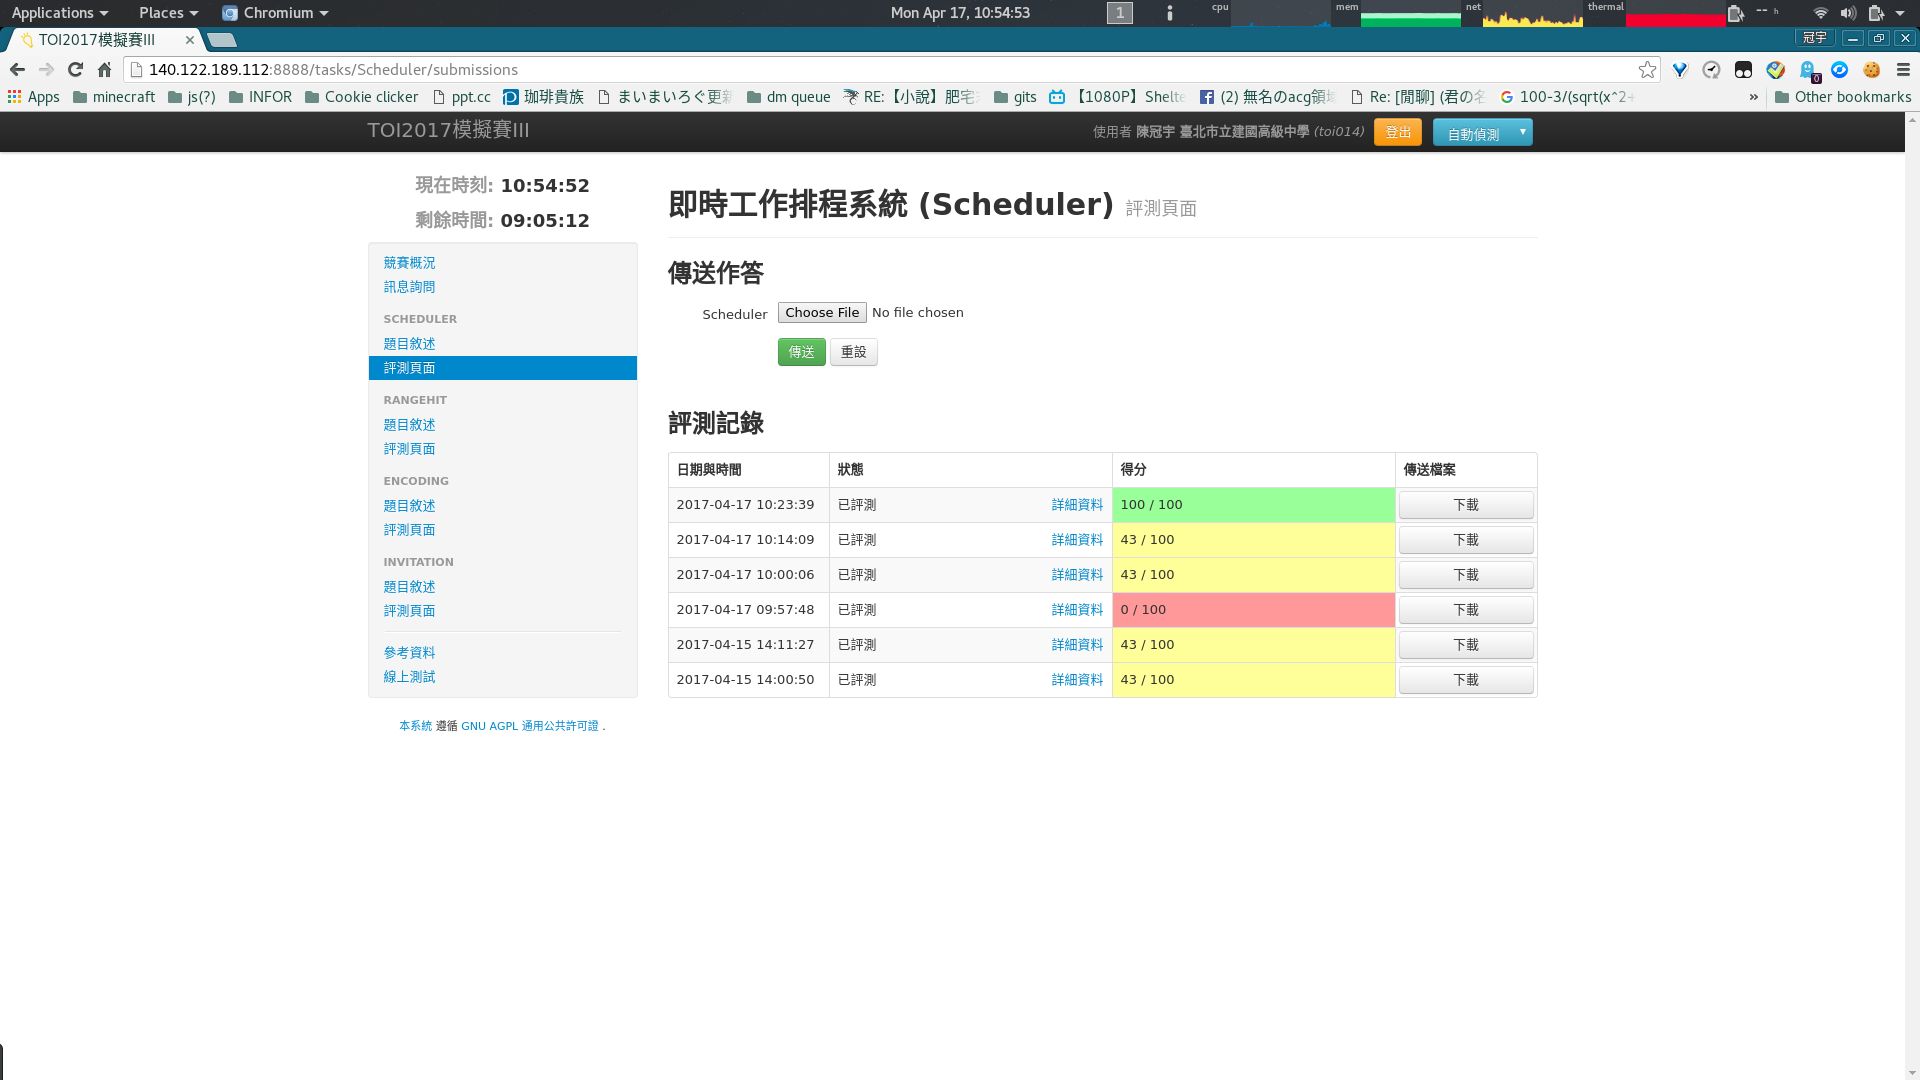 Applications Places Chromium Mon Apr 17, 10:54:53 1 cpu mem net thermal -- h
TOI2017模擬賽III 冠宇
140.122.189.112:8888/tasks/Scheduler/submissions 0
Apps minecraft js(?) INFOR Cookie clicker ppt.cc 珈琲貴族 まいまいろぐ更新 dm queue RE:【小說】肥宅 gits 【1080P】Shelte (2) 無名のacg領域 Re: [閒聊] (君の名 100-3/(sqrt(x^2+ » Other bookmarks
TOI2017模擬賽III 使用者 陳冠宇 臺北市立建國高級中學 (toi014) 登出 自動偵測
現在時刻: 10:54:52
剩餘時間: 09:05:12
競賽概況
訊息詢問
SCHEDULER
題目敘述
評測頁面
RANGEHIT
題目敘述
評測頁面
ENCODING
題目敘述
評測頁面
INVITATION
題目敘述
評測頁面
參考資料
線上測試
本系統 遵循 GNU AGPL 通用公共許可證 .
即時工作排程系統 (Scheduler) 評測頁面
傳送作答
Scheduler Choose File No file chosen
傳送 重設
評測記錄
日期與時間 狀態 得分 傳送檔案
2017-04-17 10:23:39 已評測 詳細資料 100 / 100 下載
2017-04-17 10:14:09 已評測 詳細資料 43 / 100 下載
2017-04-17 10:00:06 已評測 詳細資料 43 / 100 下載
2017-04-17 09:57:48 已評測 詳細資料 0 / 100 下載
2017-04-15 14:11:27 已評測 詳細資料 43 / 100 下載
2017-04-15 14:00:50 已評測 詳細資料 43 / 100 下載